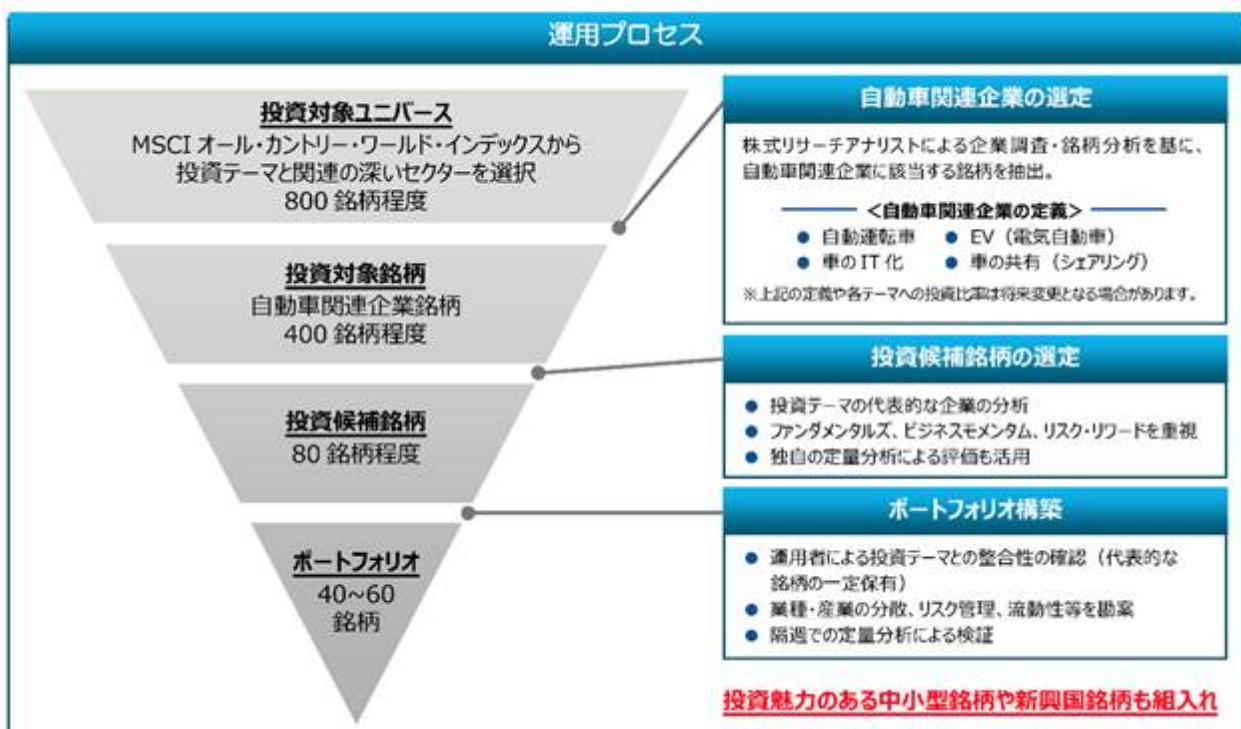 運用プロセス
投資対象ユニバース
MSCI オール・カントリー・ワールド・インデックスから
投資テーマと関連の深いセクターを選択
800 銘柄程度
投資対象銘柄
自動車関連企業銘柄
400 銘柄程度
投資候補銘柄
80 銘柄程度
ポートフォリオ
40~60
銘柄
自動車関連企業の選定
株式リサーチアナリストによる企業調査・銘柄分析を基に、
自動車関連企業に該当する銘柄を抽出。
<自動車関連企業の定義>
● 自動運転車 ● EV（電気自動車）
● 車の IT 化 ● 車の共有（シェアリング）
※上記の定義や各テーマへの投資比率は将来変更となる場合があります。
投資候補銘柄の選定
● 投資テーマの代表的な企業の分析
● ファンダメンタルズ、ビジネスモメンタム、リスク・リワードを重視
● 独自の定量分析による評価も活用
ポートフォリオ構築
● 運用者による投資テーマとの整合性の確認（代表的な
銘柄の一定保有）
● 業種・産業の分散、リスク管理、流動性等を勘案
● 隔週での定量分析による検証
投資魅力のある中小型銘柄や新興国銘柄も組入れ